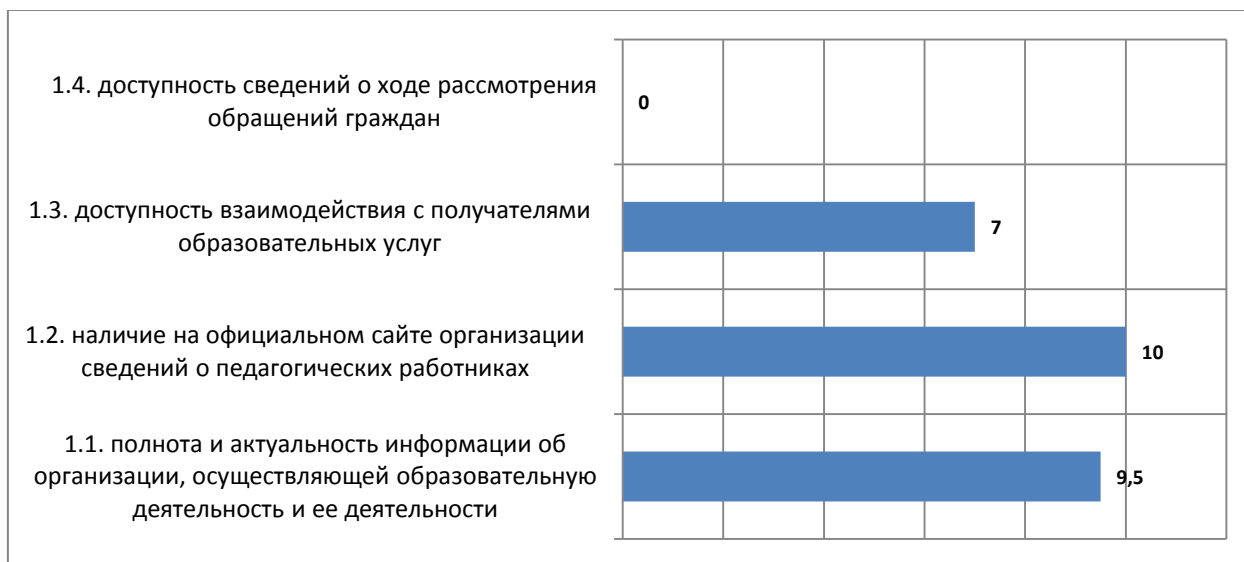 1.4. доступность сведений о ходе рассмотрения
обращений граждан
0
1.3. доступность взаимодействия с получателями
образовательных услуг
7
1.2. наличие на официальном сайте организации
сведений о педагогических работниках
10
1.1. полнота и актуальность информации об
организации, осуществляющей образовательную
деятельность и ее деятельности
9,5